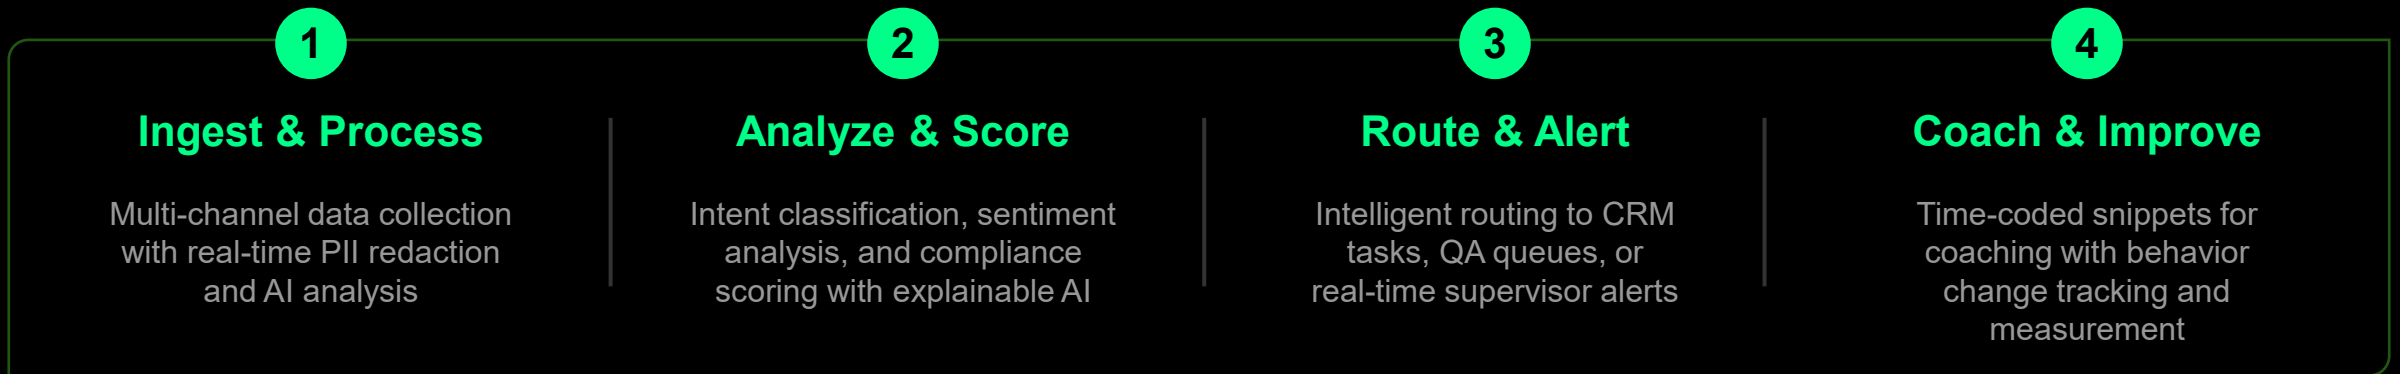 1
Ingest & Process
Multi-channel data collection
with real-time PII redaction
and AI analysis
2
Analyze & Score
Intent classification, sentiment
analysis, and compliance
scoring with explainable AI
3
Route & Alert
Intelligent routing to CRM
tasks, QA queues, or
real-time supervisor alerts
4
Coach & Improve
Time-coded snippets for
coaching with behavior
change tracking and
measurement